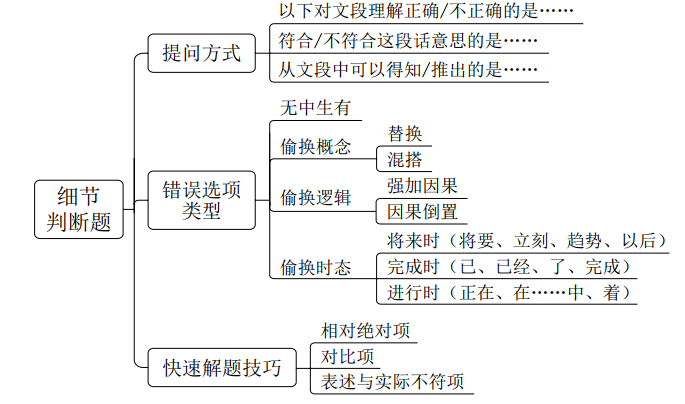 细节
判断题
提问方式
以下对文段理解正确/不正确的是……
符合/不符合这段话意思的是……
从文段中可以得知/推出的是……
错误选项
类型
无中生有
偷换概念
替换
混搭
偷换逻辑
强加因果
因果倒置
偷换时态
将来时（将要、立刻、趋势、以后）
完成时（已、已经、了、完成）
进行时（正在、在……中、着）
快速解题技巧
相对绝对项
对比项
表述与实际不符项